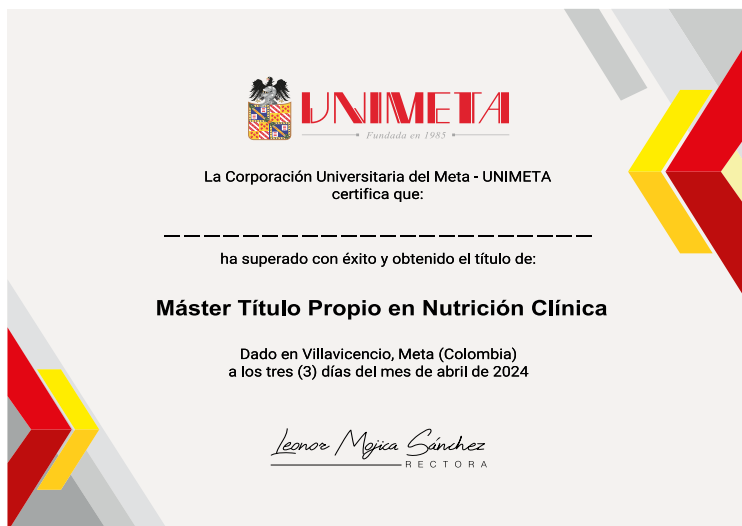 UNIMETA
Fundada en 1985
La Corporación Universitaria del Meta - UNIMETA
certifica que:
ha superado con éxito y obtenido el título de:
Máster Título Propio en Nutrición Clínica
Dado en Villavicencio, Meta (Colombia)
a los tres (3) días del mes de abril de 2024
Leonor Mojica Sánchez
RECTORA